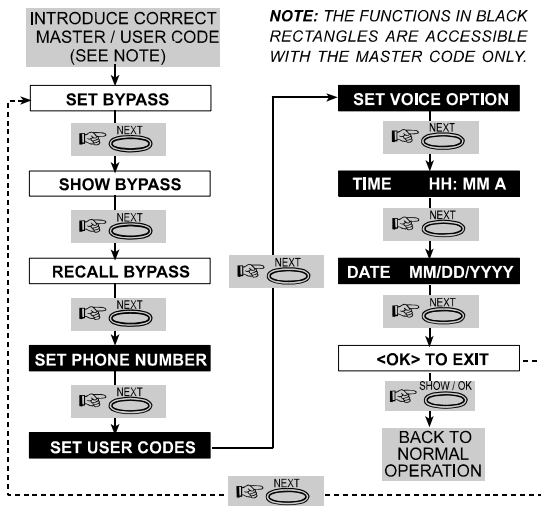 INTRODUCE CORRECT
MASTER / USER CODE
(SEE NOTE)
NOTE: THE FUNCTIONS IN BLACK
RECTANGLES ARE ACCESSIBLE
WITH THE MASTER CODE ONLY.
SET BYPASS
NEXT
SHOW BYPASS
NEXT
RECALL BYPASS
NEXT
SET PHONE NUMBER
NEXT
SET USER CODES
NEXT
SET VOICE OPTION
NEXT
TIME HH: MM A
NEXT
DATE MM/DD/YYYY
NEXT
<OK> TO EXIT
SHOW / OK
BACK TO
NORMAL
OPERATION
NEXT